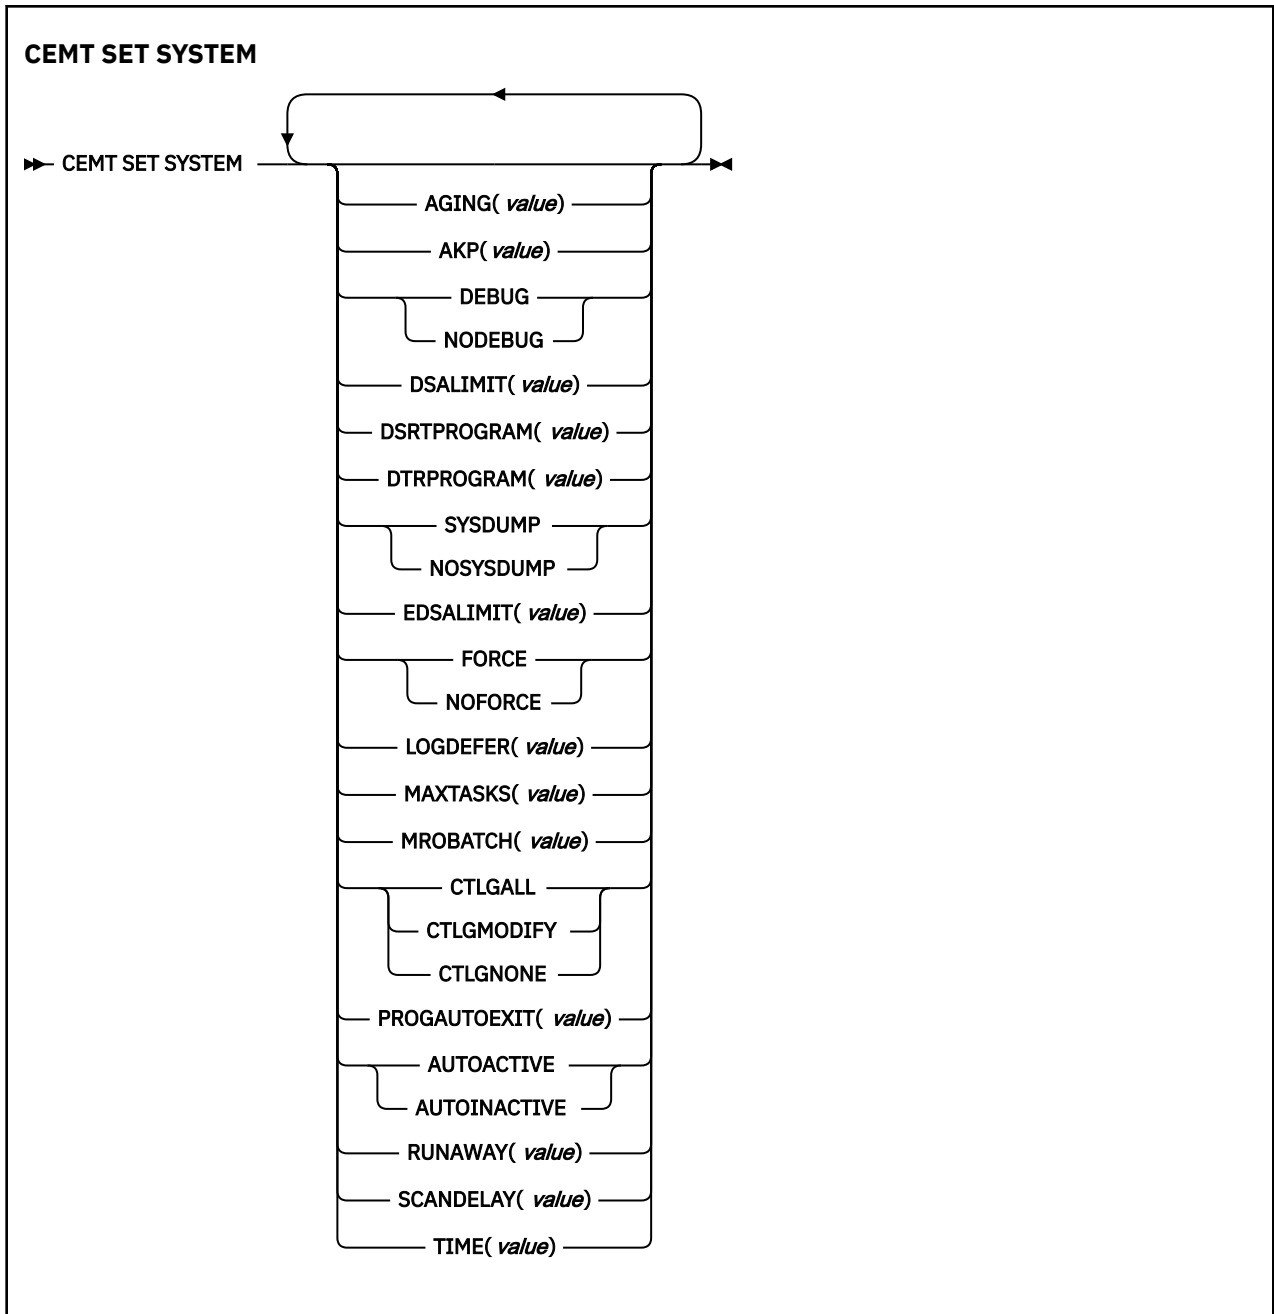 CEMT SET SYSTEM
CEMT SET SYSTEM
AGING( value)
AKP( value)
DEBUG
NODEBUG
DSALIMIT( value)
DSRTPROGRAM( value)
DTRPROGRAM( value)
SYSDUMP
NOSYSDUMP
EDSALIMIT( value)
FORCE
NOFORCE
LOGDEFER( value)
MAXTASKS( value)
MROBATCH( value)
CTLGALL
CTLGMODIFY
CTLGNONE
PROGAUTOEXIT( value)
AUTOACTIVE
AUTOINACTIVE
RUNAWAY( value)
SCANDELAY( value)
TIME( value)